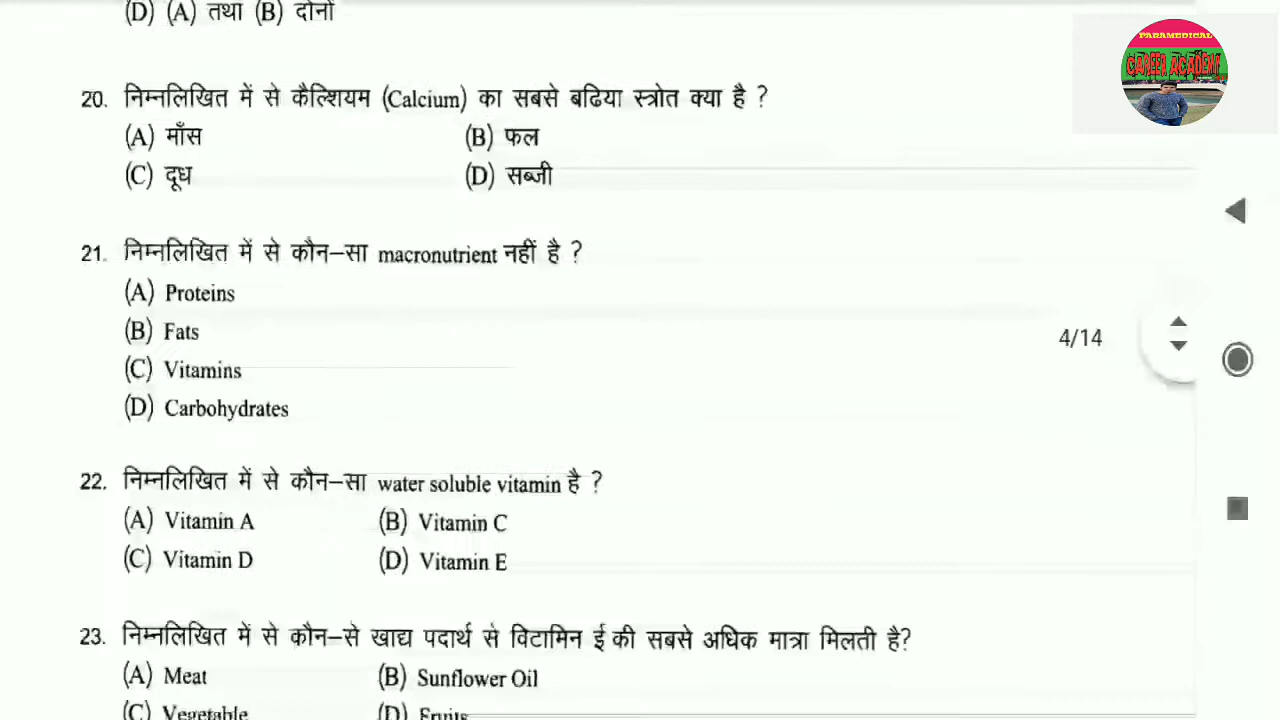 (D) (A) तथा (B) दोनों
PARAMEDICAL
CAREER ACADEMY
20. निम्नलिखित में से कैल्शियम (Calcium) का सबसे बढिया स्त्रोत क्या है ?
(A) माँस (B) फल
(C) दूध (D) सब्जी
21. निम्नलिखित में से कौन-सा macronutrient नहीं है ?
(A) Proteins
(B) Fats
4/14
(C) Vitamins
(D) Carbohydrates
22. निम्नलिखित में से कौन-सा water soluble vitamin है ?
(A) Vitamin A (B) Vitamin C
(C) Vitamin D (D) Vitamin E
23. निम्नलिखित में से कौन-से खाद्य पदार्थ से विटामिन ई की सबसे अधिक मात्रा मिलती है?
(A) Meat (B) Sunflower Oil
(C) Vegetable (D) Fruits